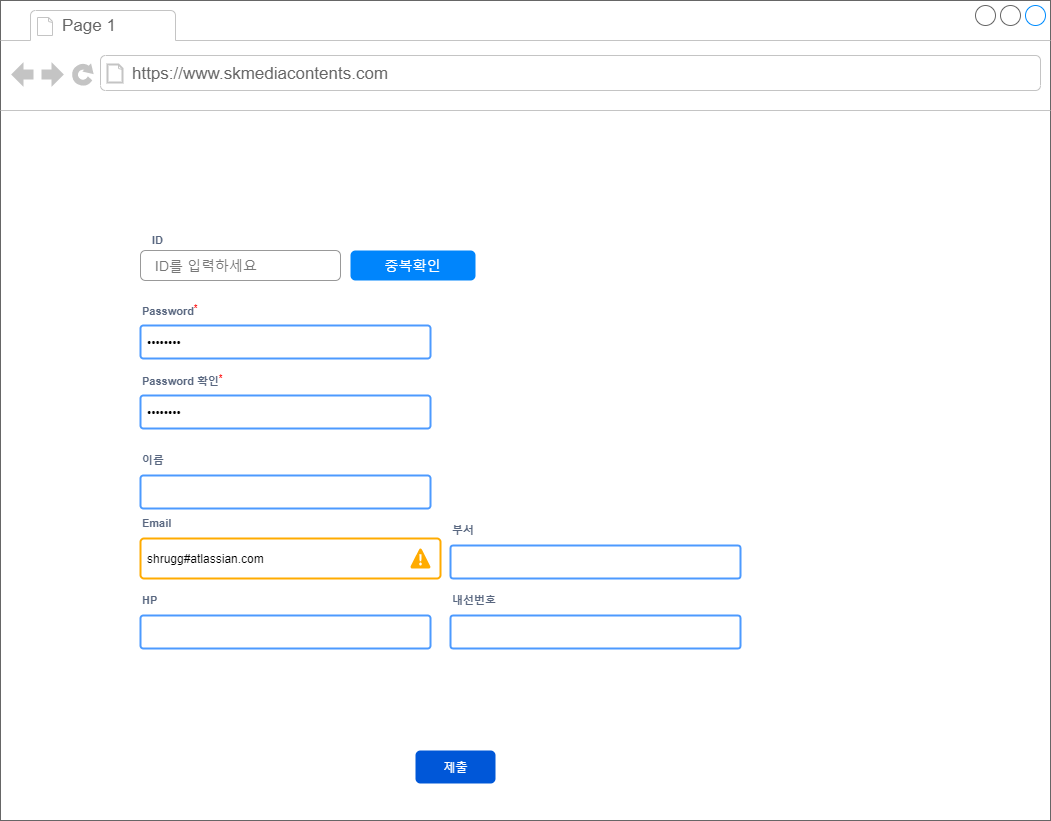 Page 1
https://www.skmediacontents.com
ID
ID를 입력하세요
중복확인
Password*
••••••••
Password 확인*
••••••••
이름
Email
부서
shrugg#atlassian.com
HP
내선번호
제출